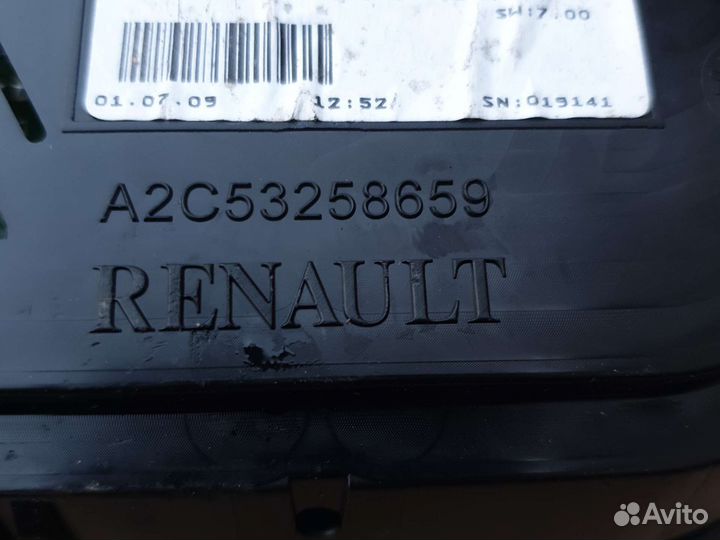 SW:7.00
01.07.09 12:52 SN:019141
A2C53258659
RENAULT
Avito